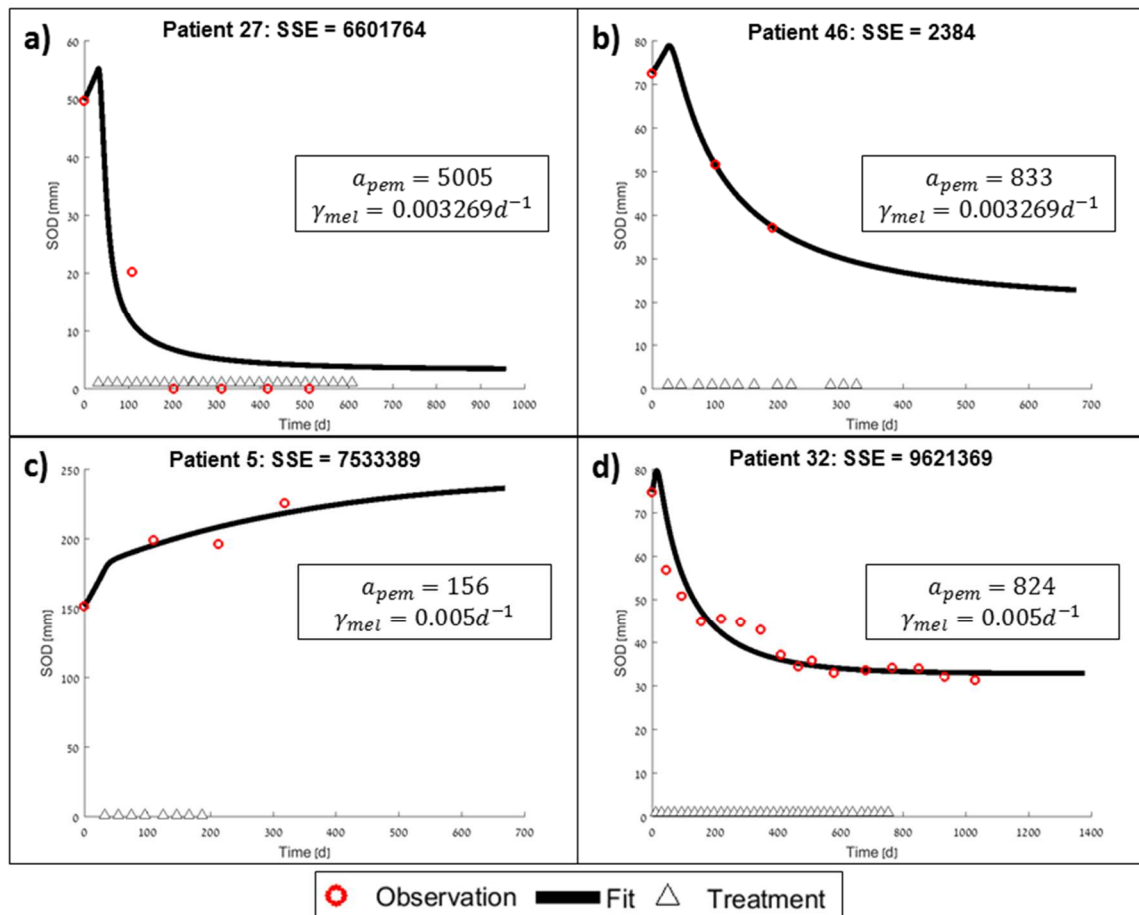 a)
Patient 27: SSE = 6601764
60
50
40
30
20
10
0
SOD [mm]
a_pem = 5005
γ_mel = 0.003269d⁻¹
0 100 200 300 400 500 600 700 800 900 1000
Time [d]
b)
Patient 46: SSE = 2384
80
70
60
50
40
30
20
10
0
SOD [mm]
a_pem = 833
γ_mel = 0.003269d⁻¹
0 100 200 300 400 500 600 700
Time [d]
c)
Patient 5: SSE = 7533389
250
200
150
100
50
0
SOD [mm]
a_pem = 156
γ_mel = 0.005d⁻¹
0 100 200 300 400 500 600 700
Time [d]
d)
Patient 32: SSE = 9621369
80
70
60
50
40
30
20
10
0
SOD [mm]
a_pem = 824
γ_mel = 0.005d⁻¹
0 200 400 600 800 1000 1200 1400
Time [d]
Observation Fit Treatment